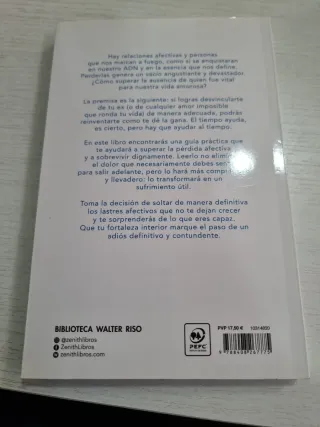 Hay relaciones afectivas y personas
que nos marcan a fuego, como si se enquistaran
en nuestro ADN y en la esencia que nos define.
Perderlas genera un vacío angustiante y devastador.
¿Cómo superar la ausencia de quien fue vital
para nuestra vida amorosa?
La premisa es la siguiente: si logras desvincularte
de tu ex (o de cualquier amor imposible
que ronda tu vida) de manera adecuada, podrás
reinventarte como te dé la gana. El tiempo ayuda,
es cierto, pero hay que ayudar al tiempo.
En este libro encontrarás una guía práctica que
te ayudará a superar la pérdida afectiva
y a sobrevivir dignamente. Leerlo no elimin
el dolor que necesariamente debes se
para salir adelante, pero lo hará más comp
y llevadero: lo transformará en un
sufrimiento útil.
Toma la decisión de soltar de manera definitiva
los lastres afectivos que no te dejan crecer
y te sorprenderás de lo que eres capaz.
Que tu fortaleza interior marque el paso de un
adiós definitivo y contundente.
BIBLIOTECA WALTER RISO
@zenithlibros
ZenithLibros
zenithlibros.com
PEFC
PVP 17,90 €
9 788408 267775